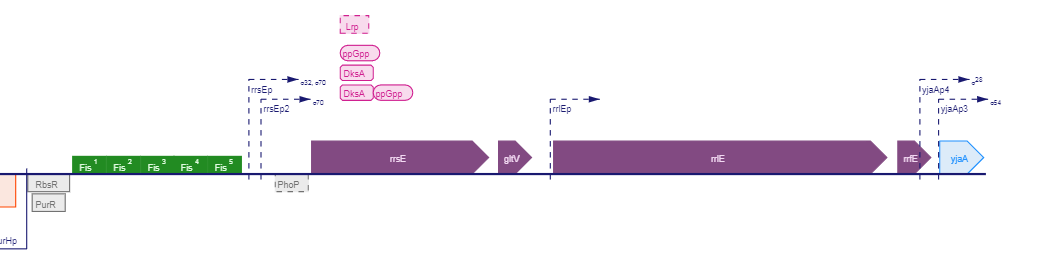 Lrp
ppGpp
DksA
DksA ppGpp
rrsEp σ32, σ70
rrsEp2 σ70
rrlEp
yjaAp4 σ28
yjaAp3 σ54
Fis 1 Fis 2 Fis 3 Fis 4 Fis 5
rrsE gltV rrlE rrfE yjaA
RbsR PhoP
PurR
urHp